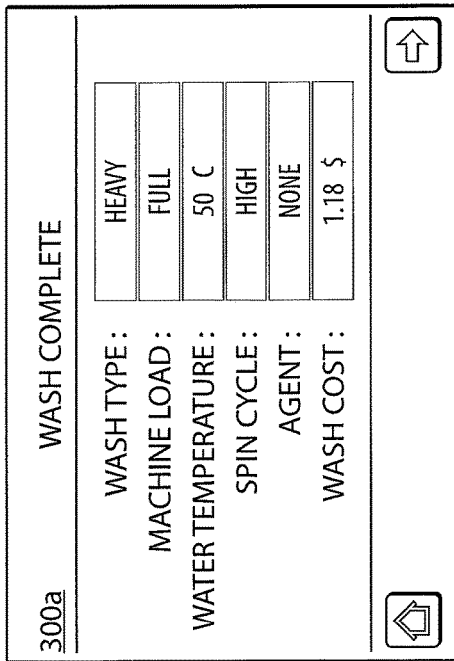 300a
WASH COMPLETE
WASH TYPE : HEAVY
MACHINE LOAD : FULL
WATER TEMPERATURE : 50 C
SPIN CYCLE : HIGH
AGENT : NONE
WASH COST : 1.18 $